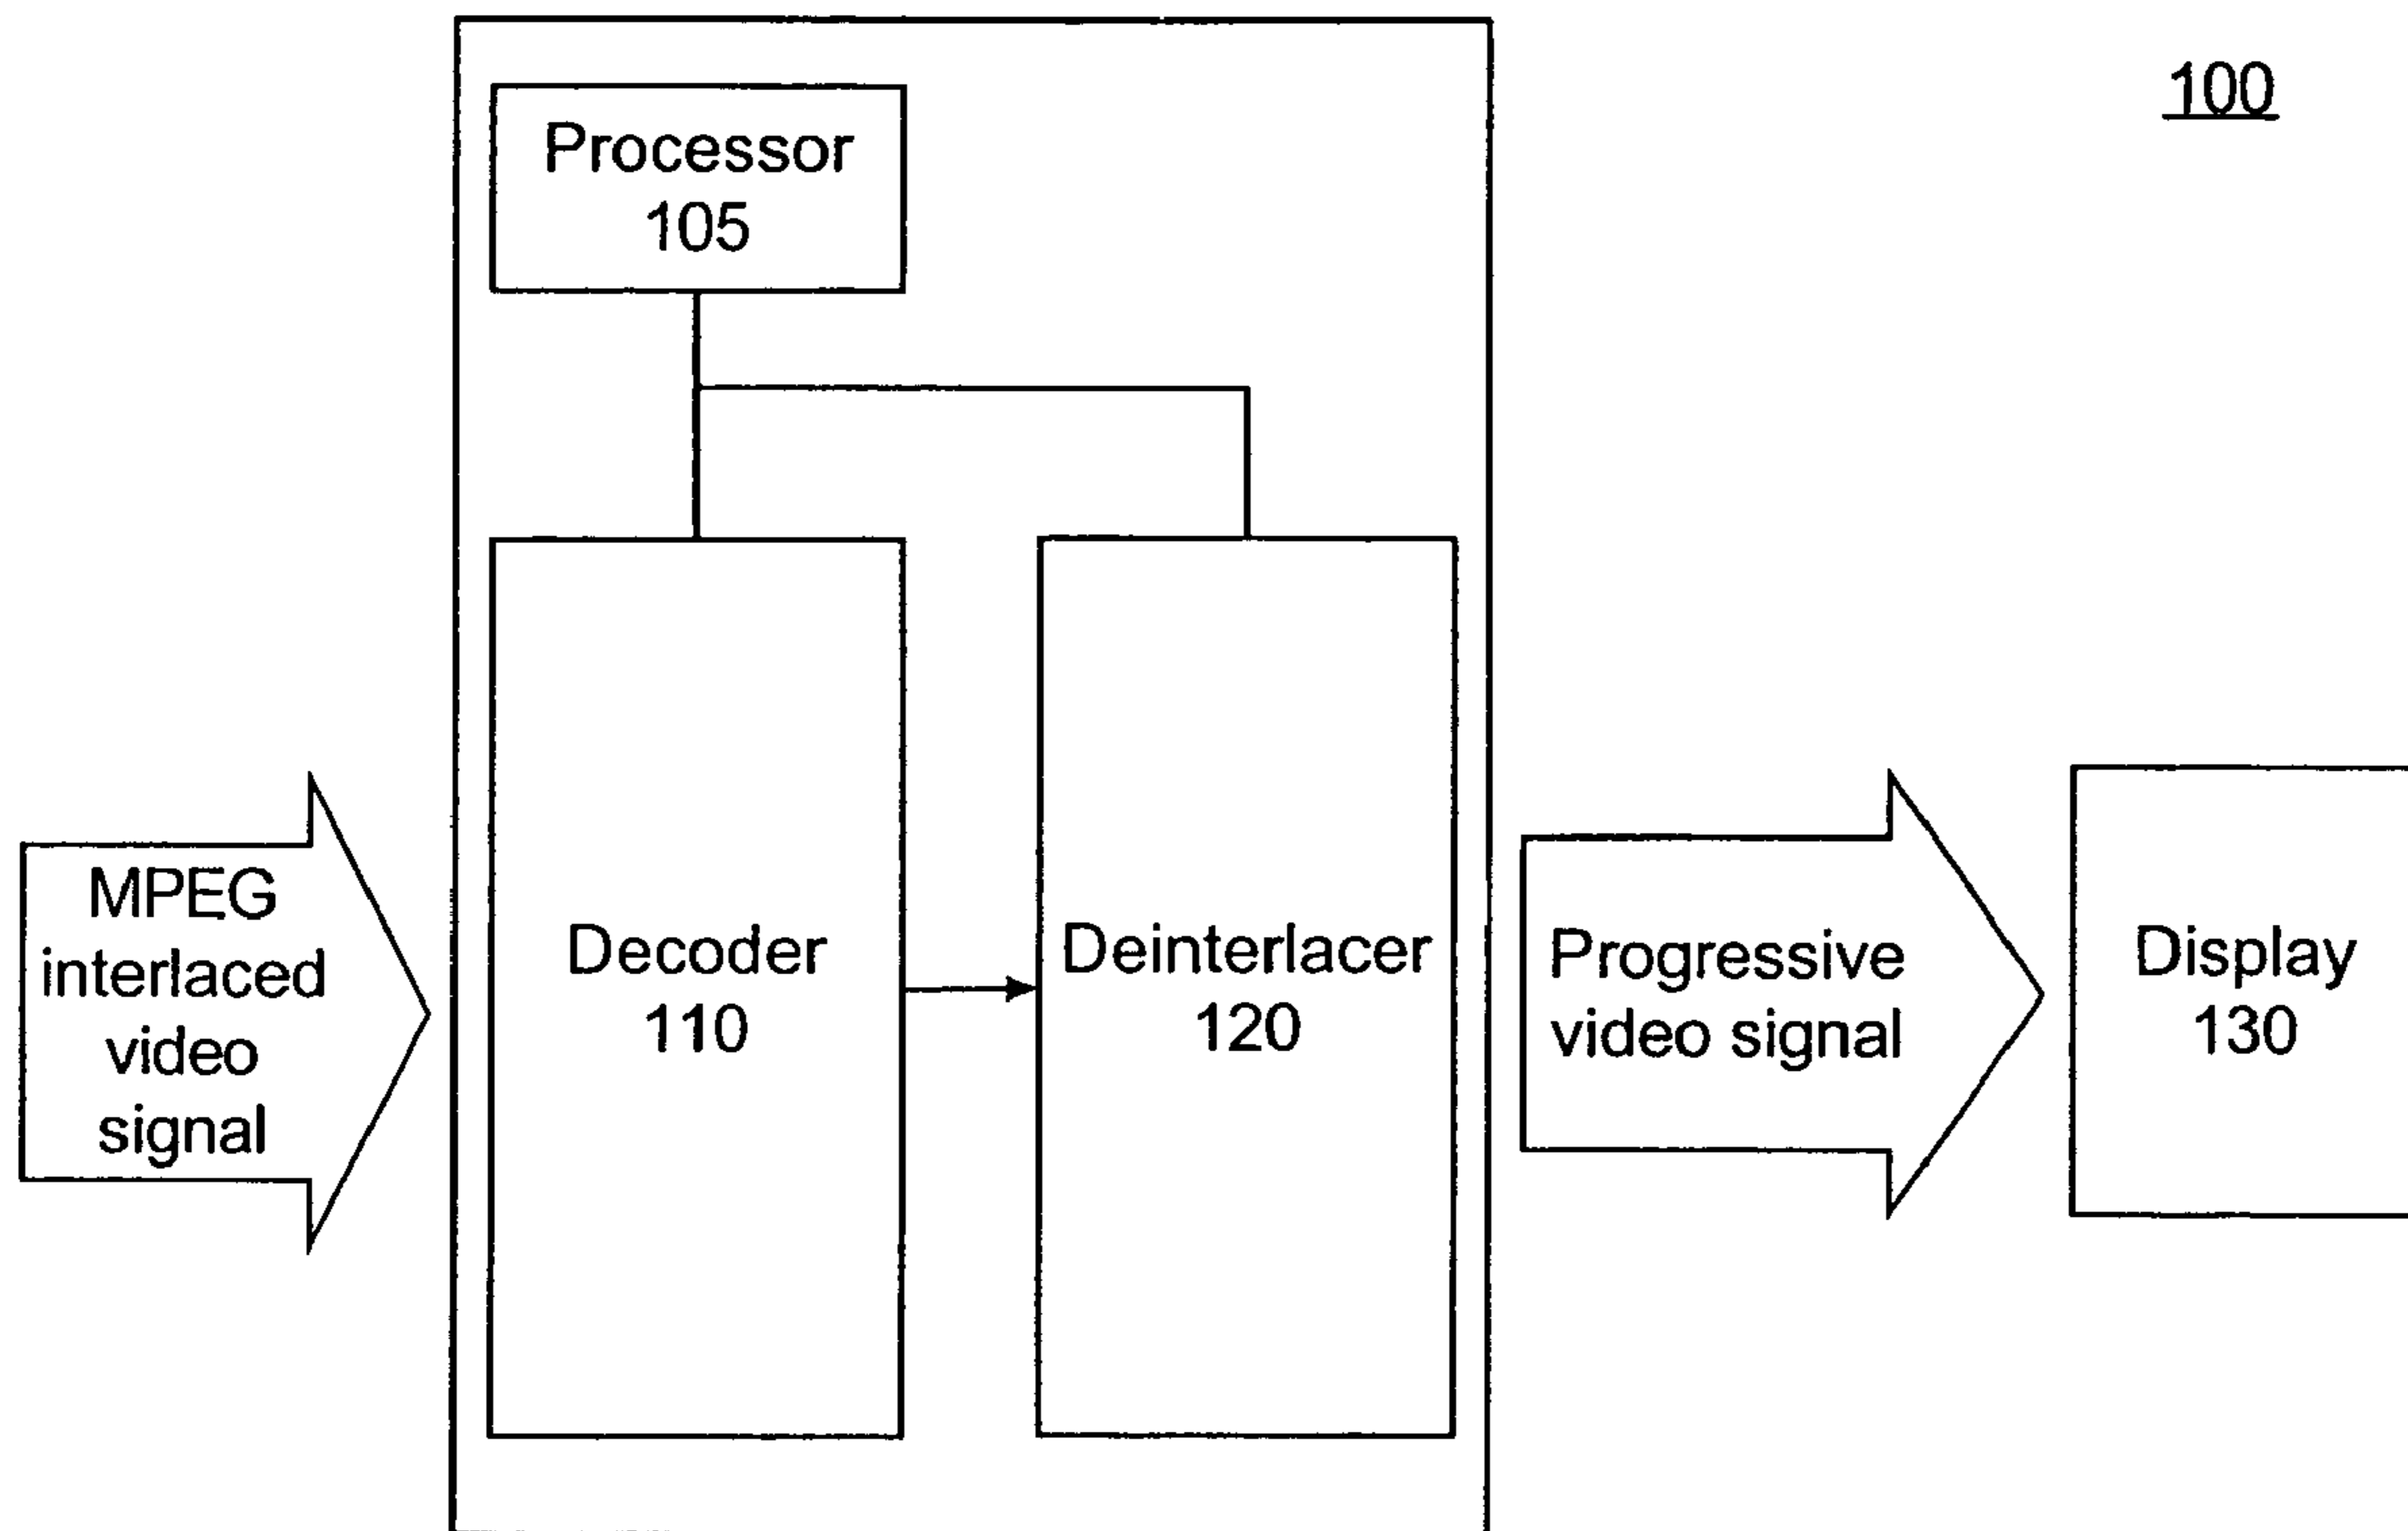 100
Processor
105
MPEG
interlaced
video
signal
Decoder
110
Deinterlacer
120
Progressive
video signal
Display
130